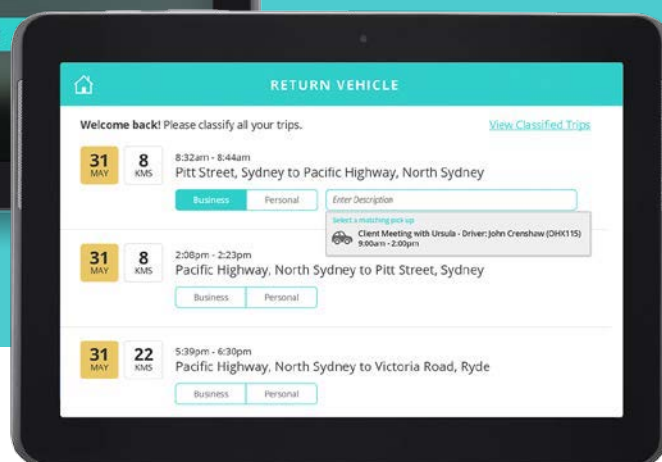 RETURN VEHICLE
Welcome back! Please classify all your trips.
View Classified Trips
31
MAY
8
KMS
8:32am - 8:44am
Pitt Street, Sydney to Pacific Highway, North Sydney
Business
Personal
Enter Description
Select a matching pick up
Client Meeting with Ursula - Driver: John Crenshaw (DHX115)
9:00am - 2:00pm
31
MAY
8
KMS
2:08pm - 2:23pm
Pacific Highway, North Sydney to Pitt Street, Sydney
Business
Personal
31
MAY
22
KMS
5:39pm - 6:30pm
Pacific Highway, North Sydney to Victoria Road, Ryde
Business
Personal